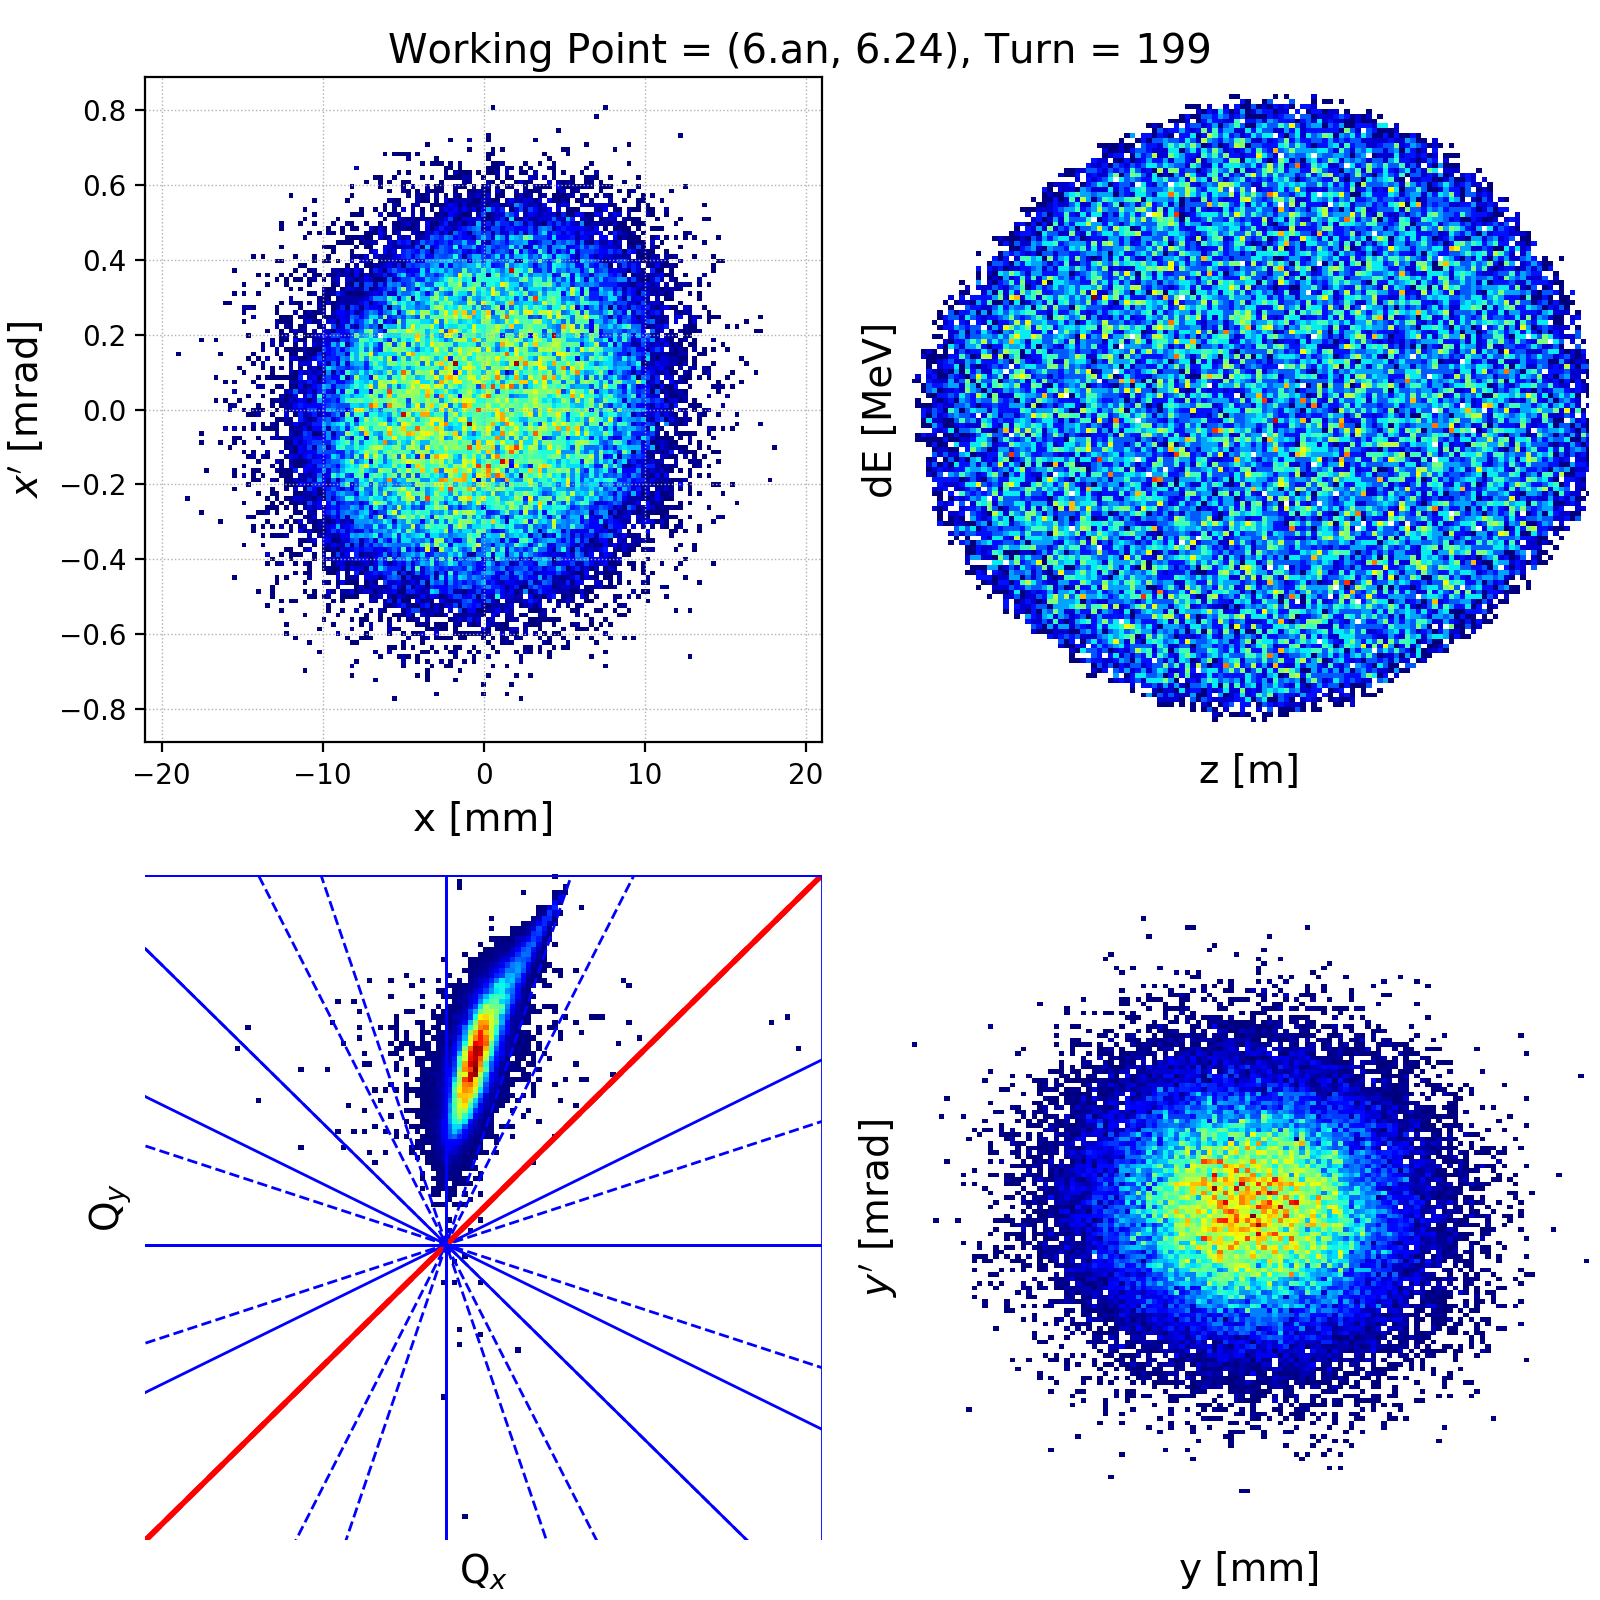 Working Point = (6.an, 6.24), Turn = 199
0.8
0.6
0.4
0.2
0.0
−0.2
−0.4
−0.6
−0.8
x′ [mrad]
−20 −10 0 10 20
x [mm]
dE [MeV]
z [m]
Qy
Qx
y′ [mrad]
y [mm]